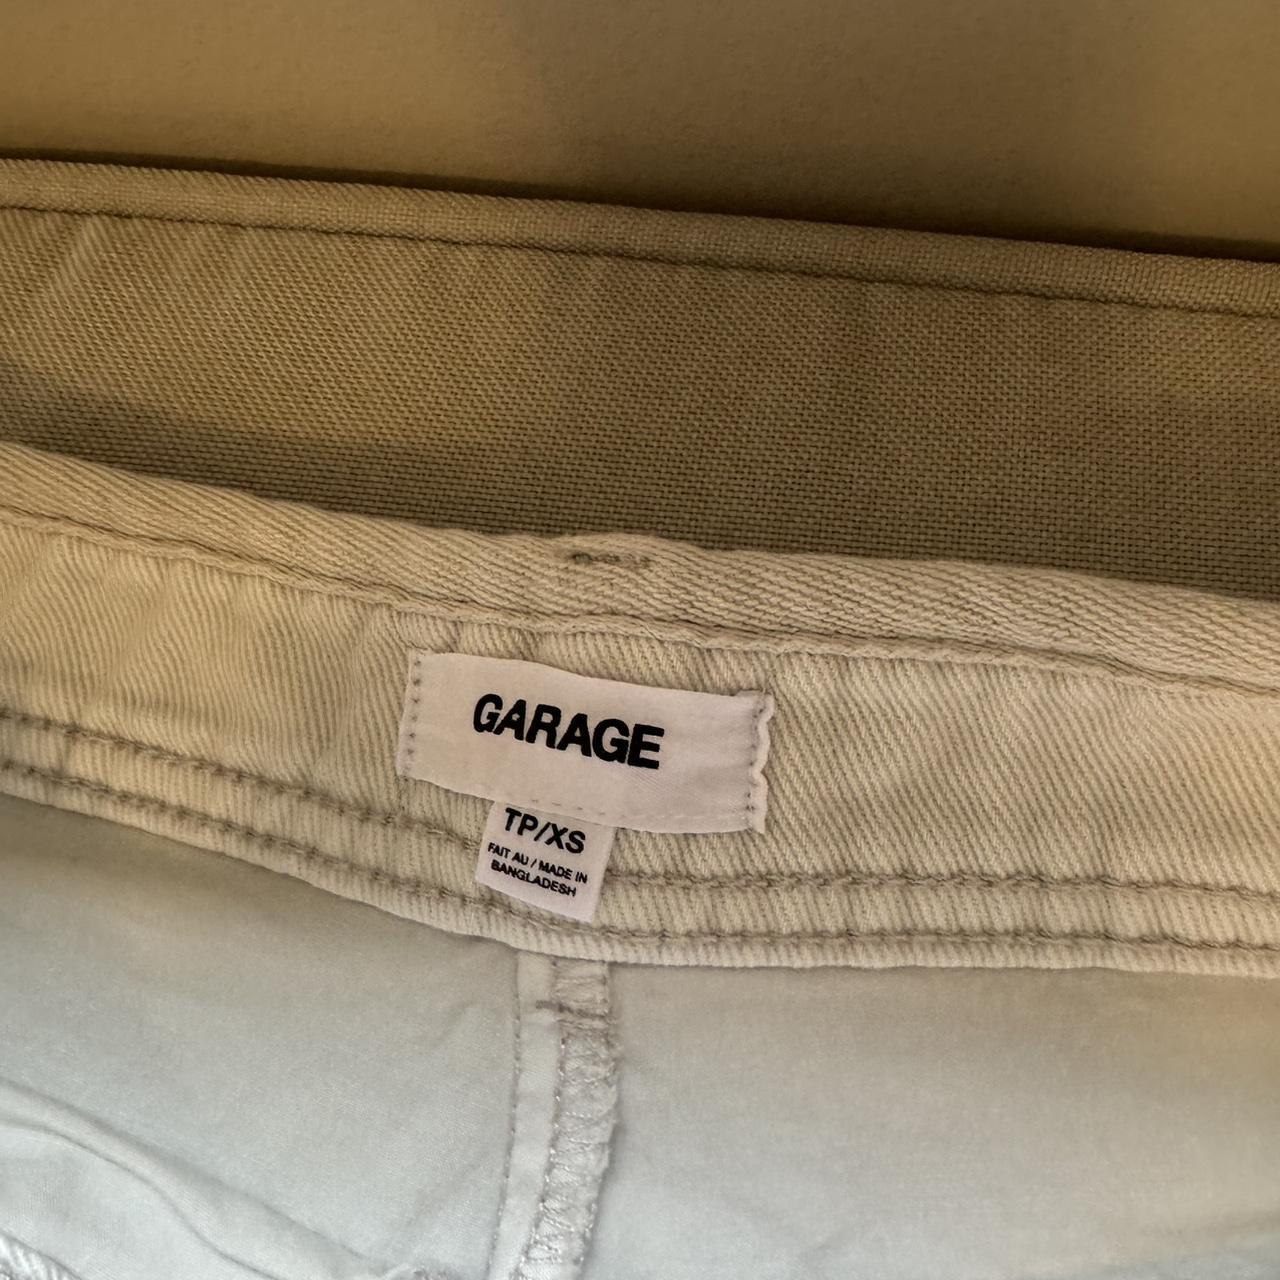 GARAGE
TP/XS
FAIT AU / MADE IN
BANGLADESH